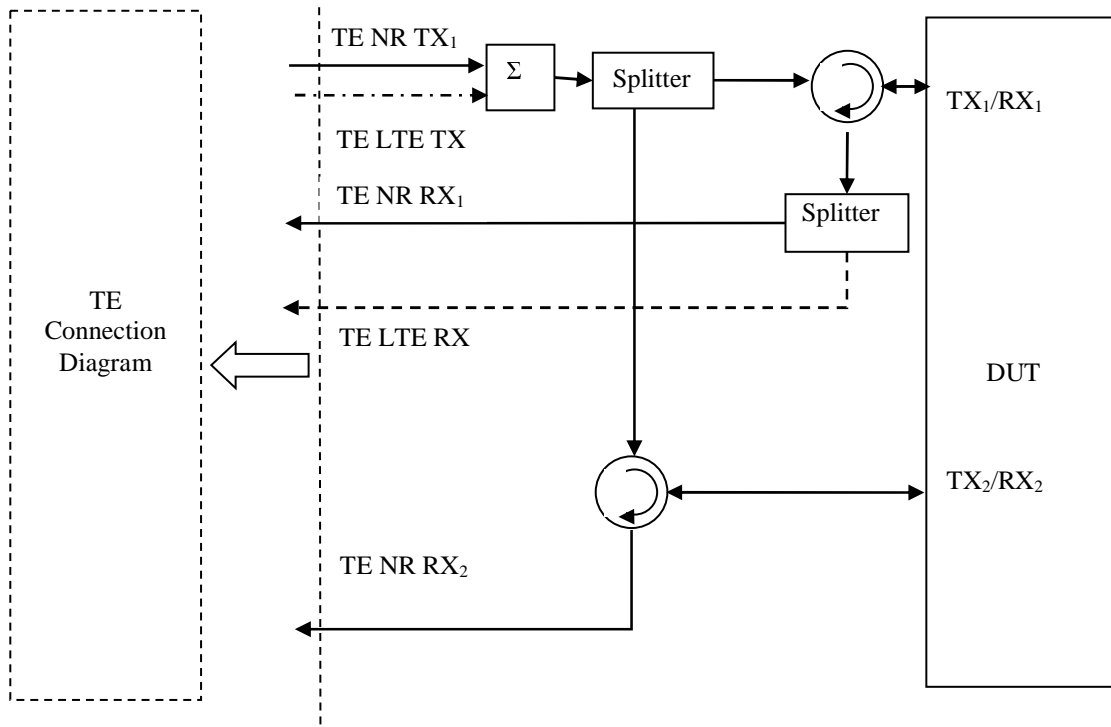 TE NR TX₁
Σ
Splitter
TX₁/RX₁
TE LTE TX
TE NR RX₁
Splitter
TE
Connection
Diagram
TE LTE RX
DUT
TX₂/RX₂
TE NR RX₂